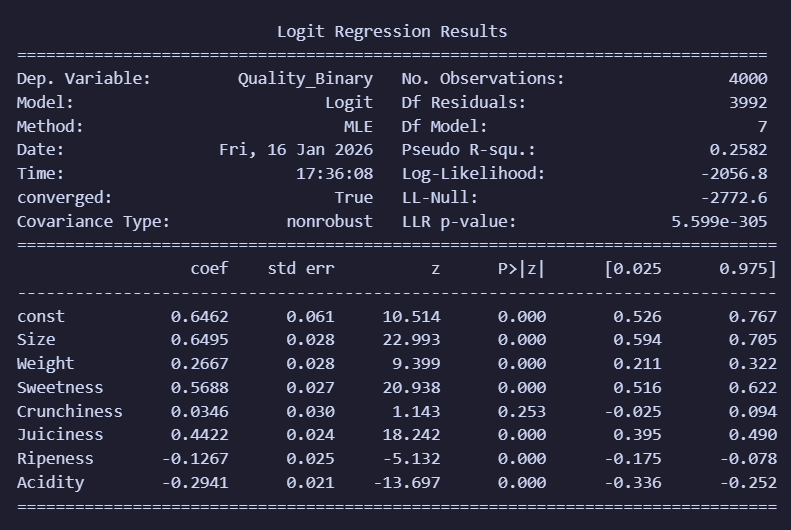 Logit Regression Results
==============================================================================
Dep. Variable: Quality_Binary No. Observations: 4000
Model: Logit Df Residuals: 3992
Method: MLE Df Model: 7
Date: Fri, 16 Jan 2026 Pseudo R-squ.: 0.2582
Time: 17:36:08 Log-Likelihood: -2056.8
converged: True LL-Null: -2772.6
Covariance Type: nonrobust LLR p-value: 5.599e-305
===============================================================================
coef std err z P>|z| [0.025 0.975]
-------------------------------------------------------------------------------
const 0.6462 0.061 10.514 0.000 0.526 0.767
Size 0.6495 0.028 22.993 0.000 0.594 0.705
Weight 0.2667 0.028 9.399 0.000 0.211 0.322
Sweetness 0.5688 0.027 20.938 0.000 0.516 0.622
Crunchiness 0.0346 0.030 1.143 0.253 -0.025 0.094
Juiciness 0.4422 0.024 18.242 0.000 0.395 0.490
Ripeness -0.1267 0.025 -5.132 0.000 -0.175 -0.078
Acidity -0.2941 0.021 -13.697 0.000 -0.336 -0.252
===============================================================================